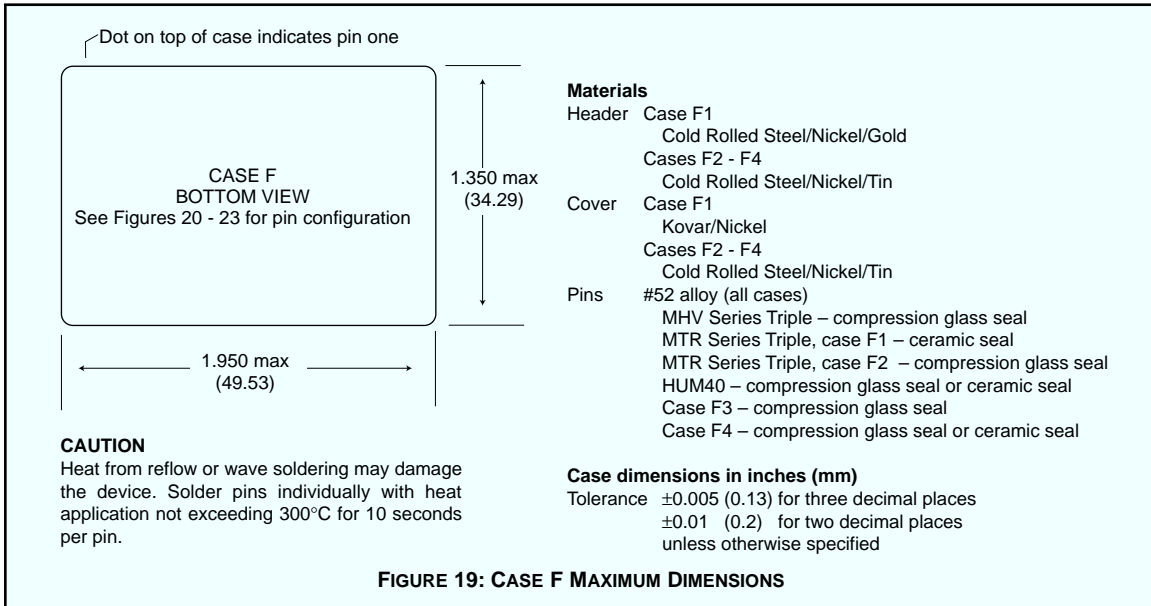 Dot on top of case indicates pin one
CASE F
BOTTOM VIEW
See Figures 20 - 23 for pin configuration
1.350 max
(34.29)
1.950 max
(49.53)
CAUTION
Heat from reflow or wave soldering may damage
the device. Solder pins individually with heat
application not exceeding 300°C for 10 seconds
per pin.
Materials
Header Case F1
Cold Rolled Steel/Nickel/Gold
Cases F2 - F4
Cold Rolled Steel/Nickel/Tin
Cover Case F1
Kovar/Nickel
Cases F2 - F4
Cold Rolled Steel/Nickel/Tin
Pins #52 alloy (all cases)
MHV Series Triple – compression glass seal
MTR Series Triple, case F1 – ceramic seal
MTR Series Triple, case F2 – compression glass seal
HUM40 – compression glass seal or ceramic seal
Case F3 – compression glass seal
Case F4 – compression glass seal or ceramic seal
Case dimensions in inches (mm)
Tolerance ±0.005 (0.13) for three decimal places
±0.01 (0.2) for two decimal places
unless otherwise specified
FIGURE 19: CASE F MAXIMUM DIMENSIONS